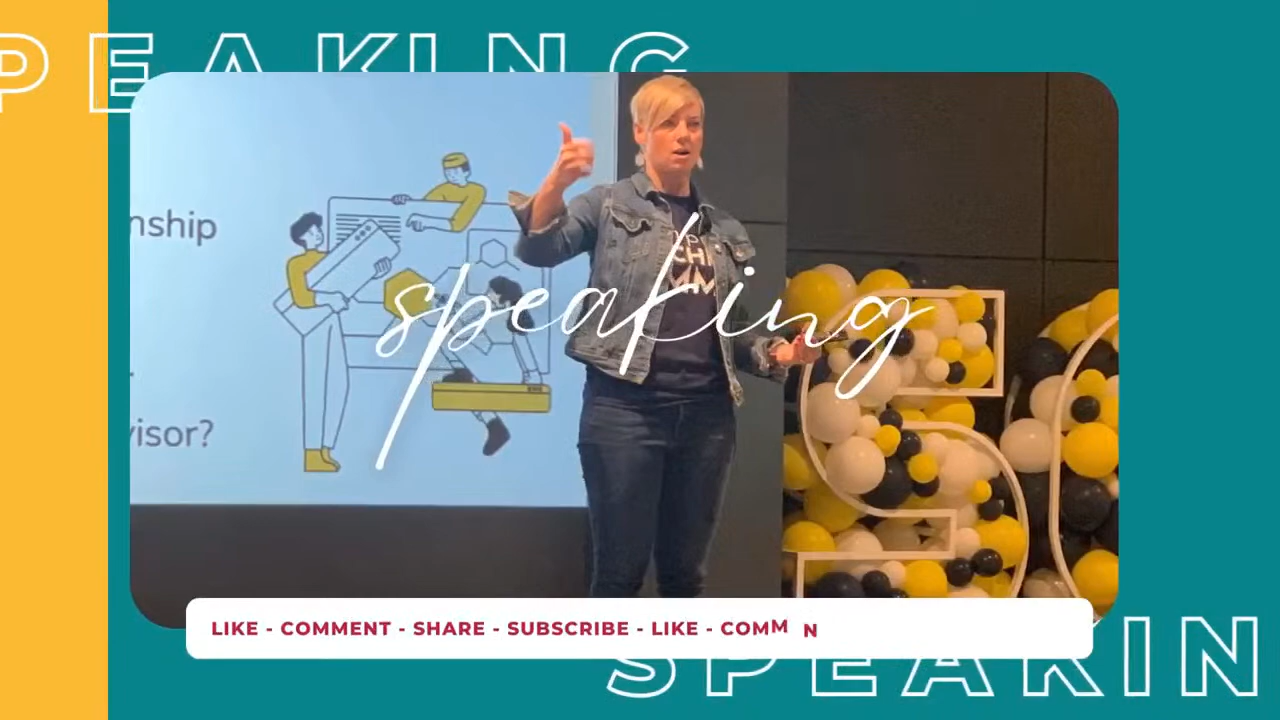 PEAKING
nship
speaking
visor?
LIKE - COMMENT - SHARE - SUBSCRIBE - LIKE - COMM N
SPEAKIN